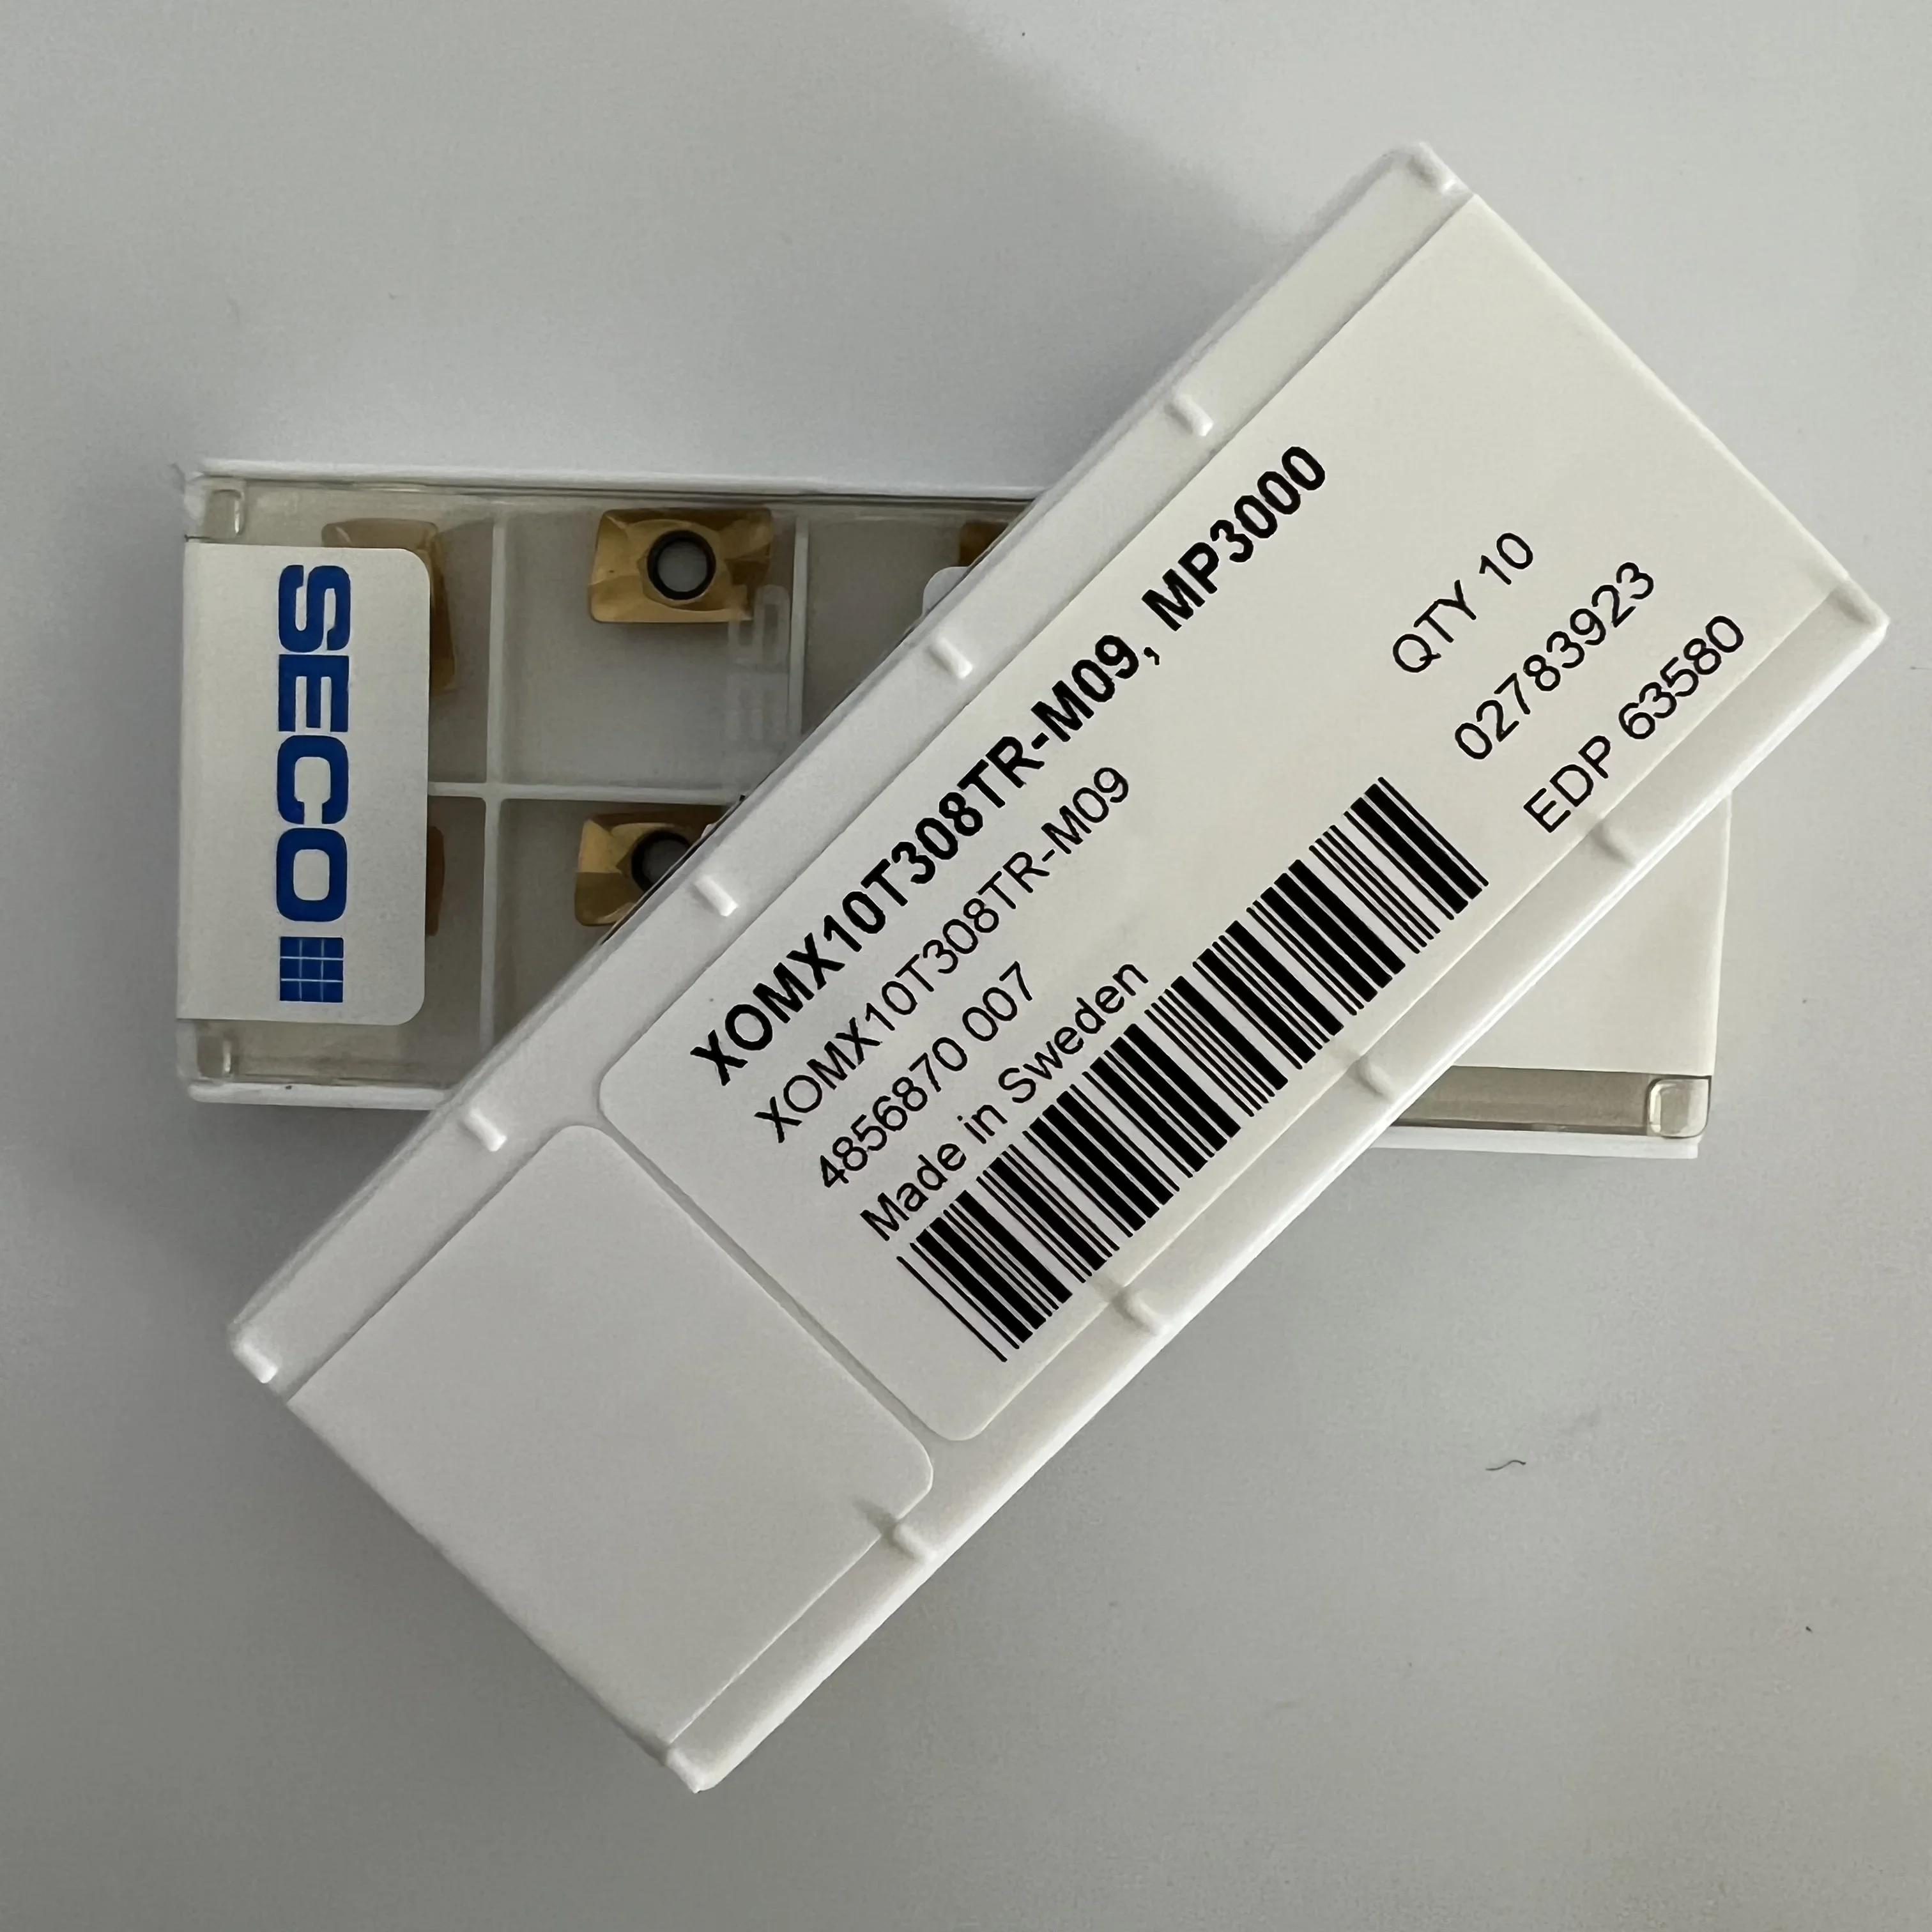 SECO
XOMX10T308TR-M09, MP3000
XOMX10T308TR-M09
4856870 007
Made in Sweden
QTY 10
02783923
EDP 63580